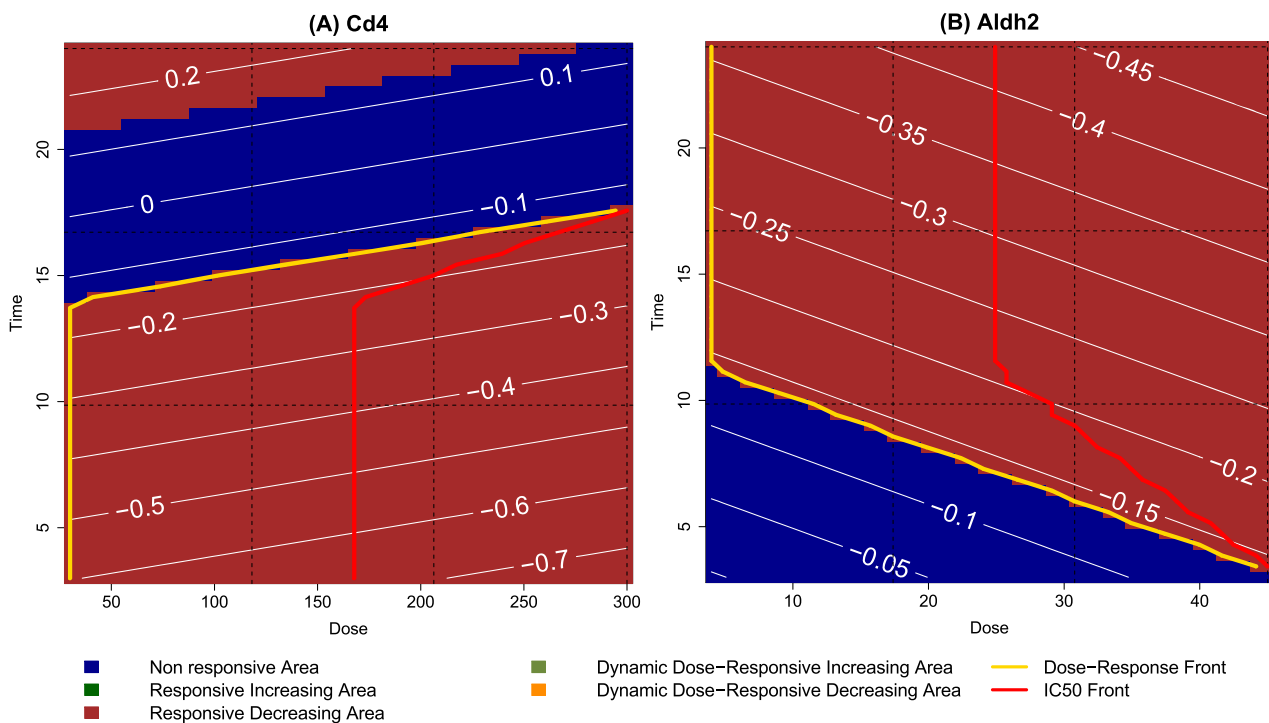 (A) Cd4
0.2
0.1
0
−0.1
−0.2
−0.3
−0.4
−0.5
−0.6
−0.7
20
15
10
5
Time
50 100 150 200 250 300
Dose
(B) Aldh2
−0.45
−0.4
−0.35
−0.3
−0.25
−0.2
−0.15
−0.1
−0.05
20
15
10
5
Time
10 20 30 40
Dose
Non responsive Area
Responsive Increasing Area
Responsive Decreasing Area
Dynamic Dose−Responsive Increasing Area
Dynamic Dose−Responsive Decreasing Area
Dose−Response Front
IC50 Front